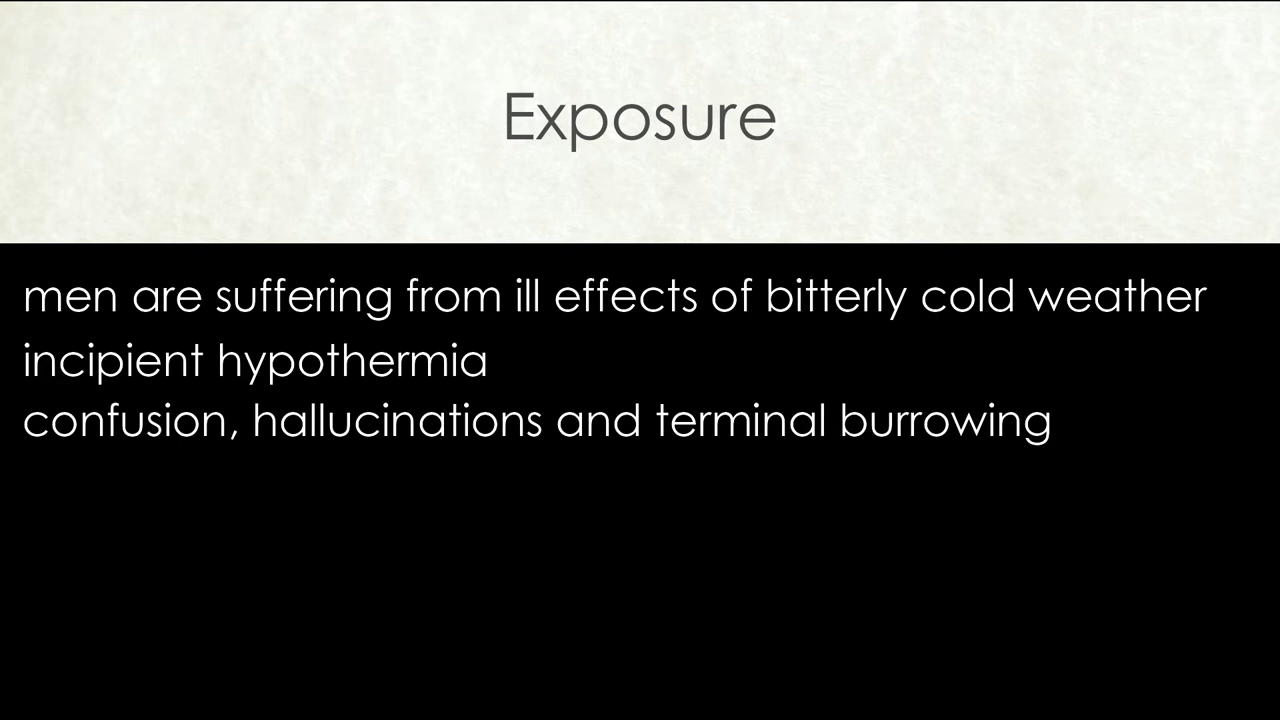 Exposure
men are suffering from ill effects of bitterly cold weather
incipient hypothermia
confusion, hallucinations and terminal burrowing